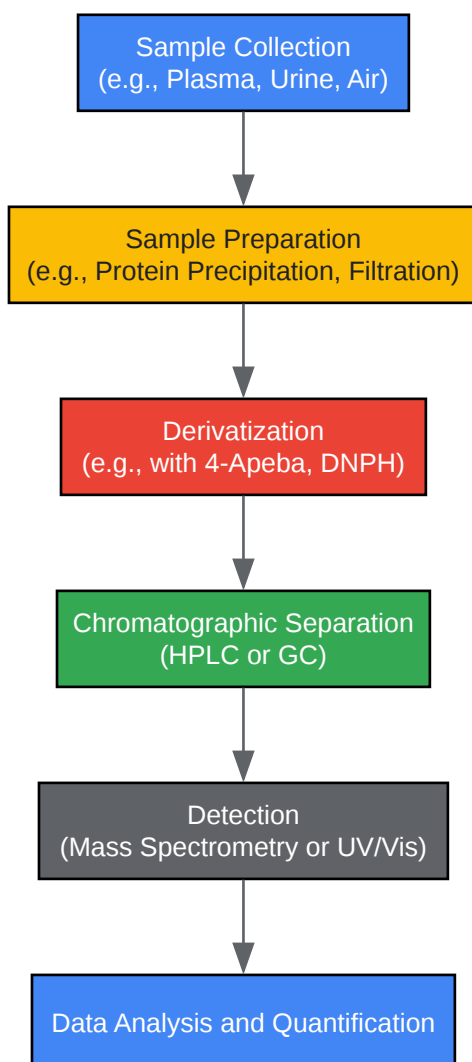 Sample Collection
(e.g., Plasma, Urine, Air)
Sample Preparation
(e.g., Protein Precipitation, Filtration)
Derivatization
(e.g., with 4-Apeba, DNPH)
Chromatographic Separation
(HPLC or GC)
Detection
(Mass Spectrometry or UV/Vis)
Data Analysis and Quantification